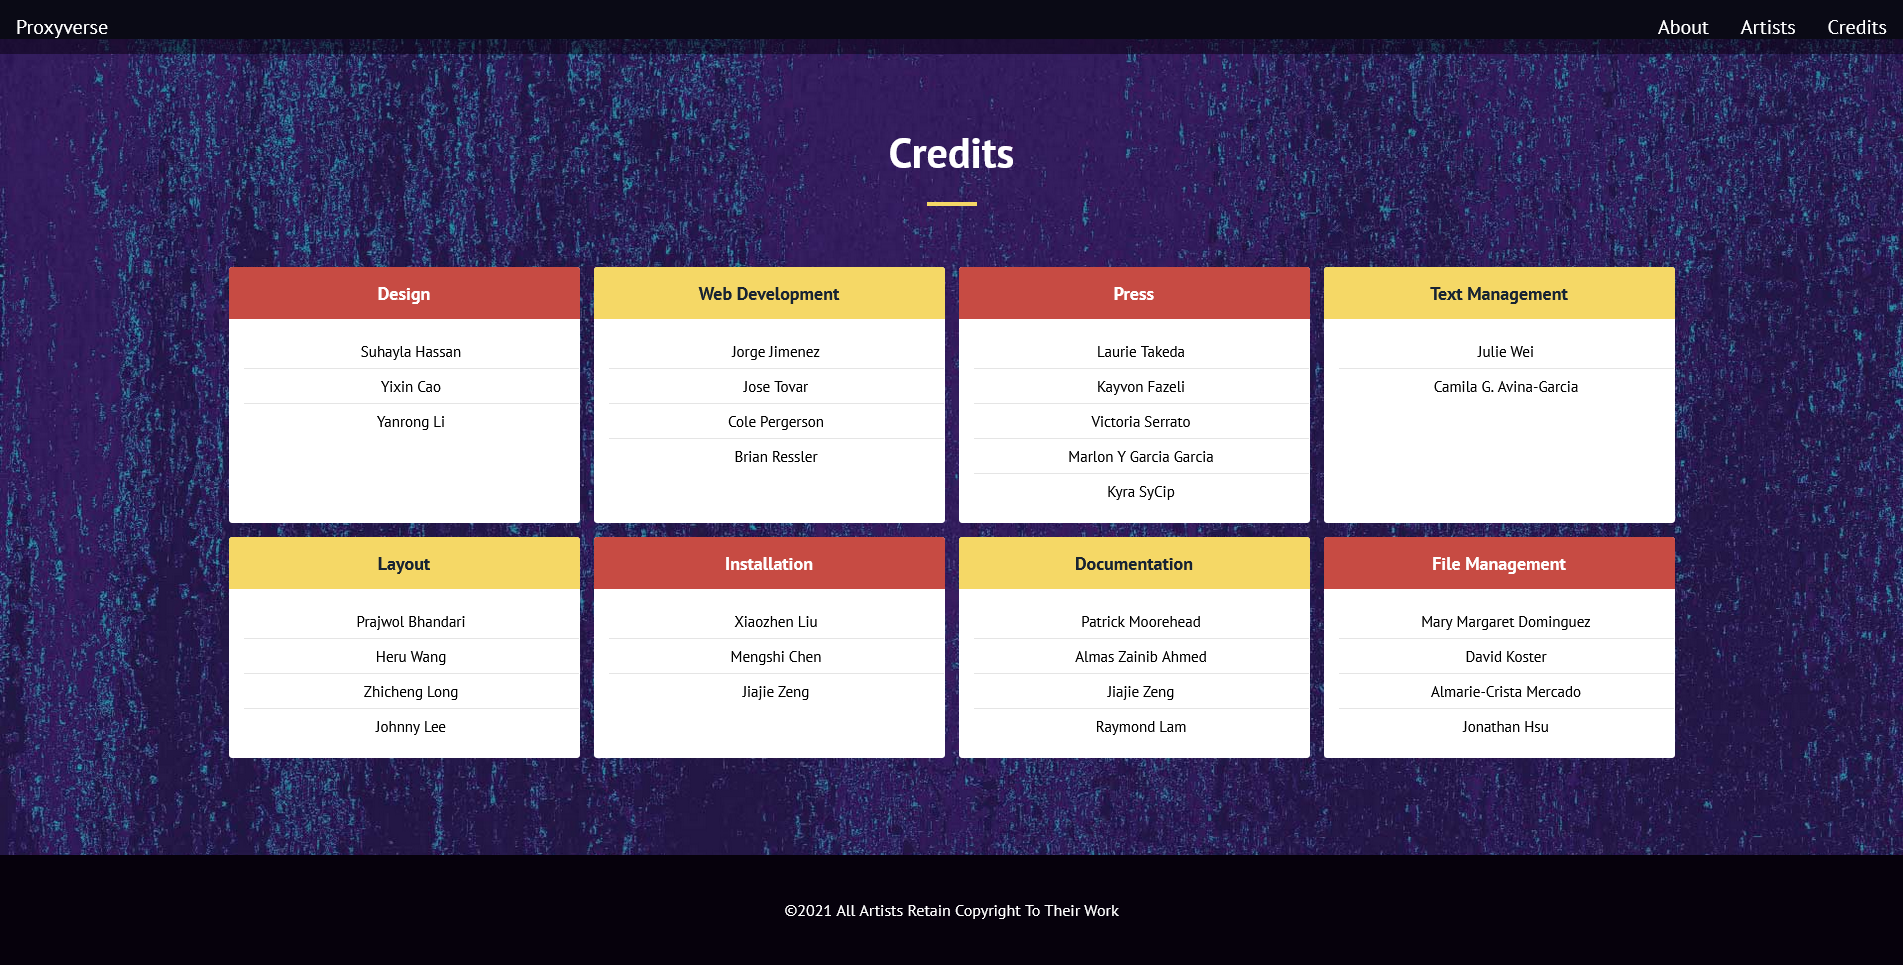 Proxyverse
About
Artists
Credits
Credits
Design
Suhayla Hassan
Yixin Cao
Yanrong Li
Web Development
Jorge Jimenez
Jose Tovar
Cole Pergerson
Brian Ressler
Press
Laurie Takeda
Kayvon Fazeli
Victoria Serrato
Marlon Y Garcia Garcia
Kyra SyCip
Text Management
Julie Wei
Camila G. Avina-Garcia
Layout
Prajwol Bhandari
Heru Wang
Zhicheng Long
Johnny Lee
Installation
Xiaozhen Liu
Mengshi Chen
Jiajie Zeng
Documentation
Patrick Moorehead
Almas Zainib Ahmed
Jiajie Zeng
Raymond Lam
File Management
Mary Margaret Dominguez
David Koster
Almarie-Crista Mercado
Jonathan Hsu
©2021 All Artists Retain Copyright To Their Work